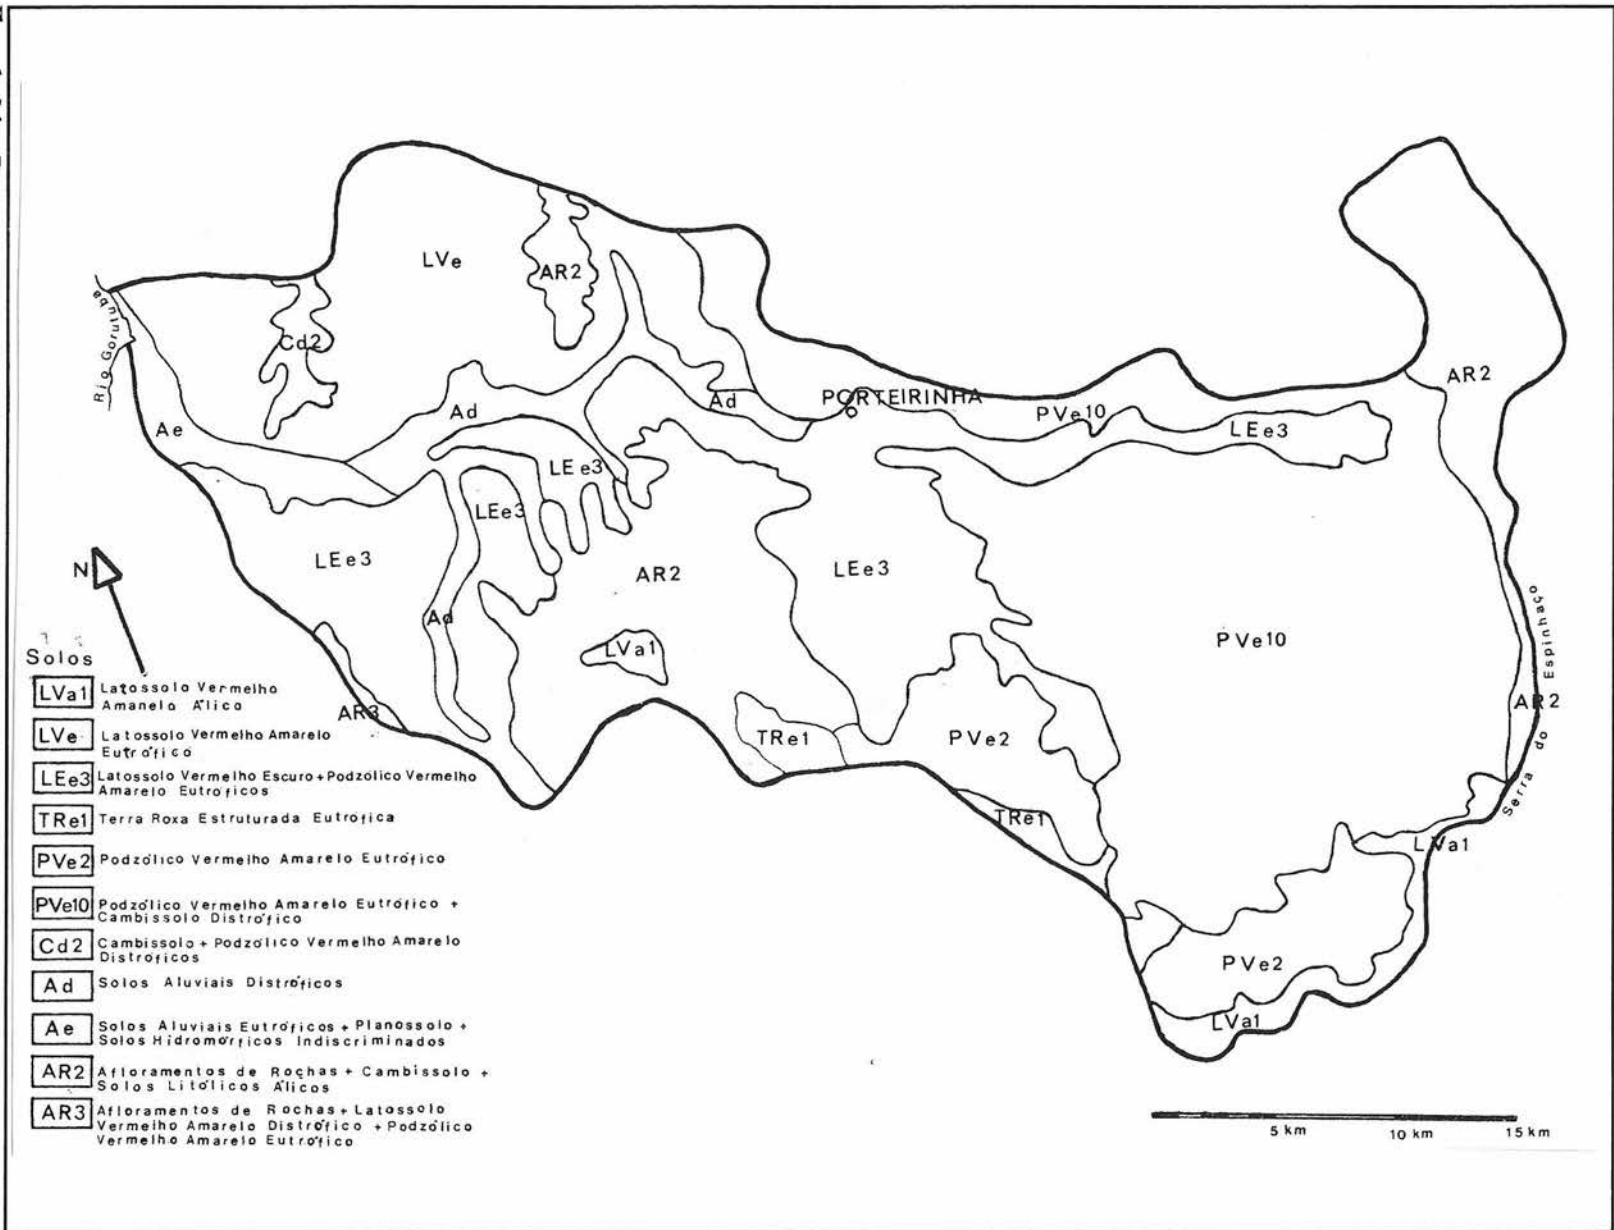 LVe
AR2
Rio Gorutuba
Cd2
AR2
Ad
Ad
PORTEIRINHA
PVe10
LEe3
Ae
LEe3
LEe3
LEe3
AR2
LEe3
N
Ad
PVe10
LVa1
Serra do Espinhaço
AR2
AR3
TRe1
PVe2
TRe1
LVa1
PVe2
LVa1
Solos
LVa1 Latossolo Vermelho
Amanelo Álico
LVe Latossolo Vermelho Amarelo
Eutrófico
LEe3 Latossolo Vermelho Escuro + Podzólico Vermelho
Amarelo Eutróficos
TRe1 Terra Roxa Estruturada Eutrófica
PVe2 Podzólico Vermelho Amarelo Eutrófico
PVe10 Podzólico Vermelho Amarelo Eutrófico +
Cambissolo Distrófico
Cd2 Cambissolo + Podzólico Vermelho Amarelo
Distróficos
Ad Solos Aluviais Distróficos
Ae Solos Aluviais Eutróficos + Planossolo +
Solos Hidromórficos Indiscriminados
AR2 Afloramentos de Roçhas + Cambissolo +
Solos Litólicos Álicos
AR3 Afloramentos de Rochas + Latossolo
Vermelho Amarelo Distrófico + Podzólico
Vermelho Amarelo Eutrófico
5 km 10 km 15 km